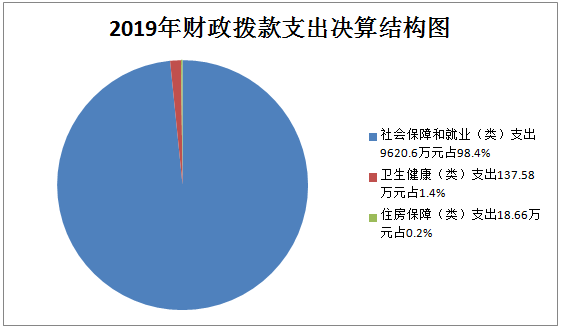 2019年财政拨款支出决算结构图
社会保障和就业（类）支出
9620.6万元占98.4%
卫生健康（类）支出137.58
万元占1.4%
住房保障（类）支出18.66万
元占0.2%